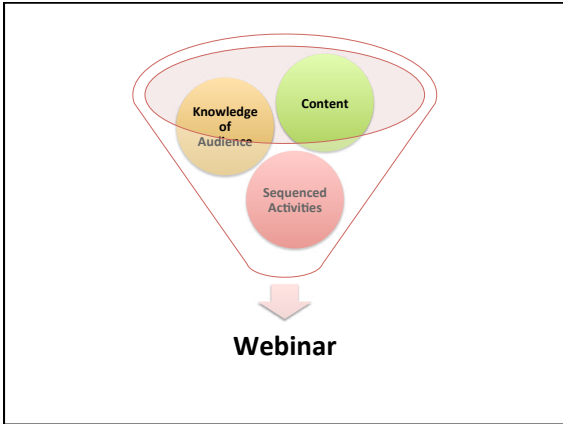 Content
Knowledge
of
Audience
Sequenced
Activities
Webinar